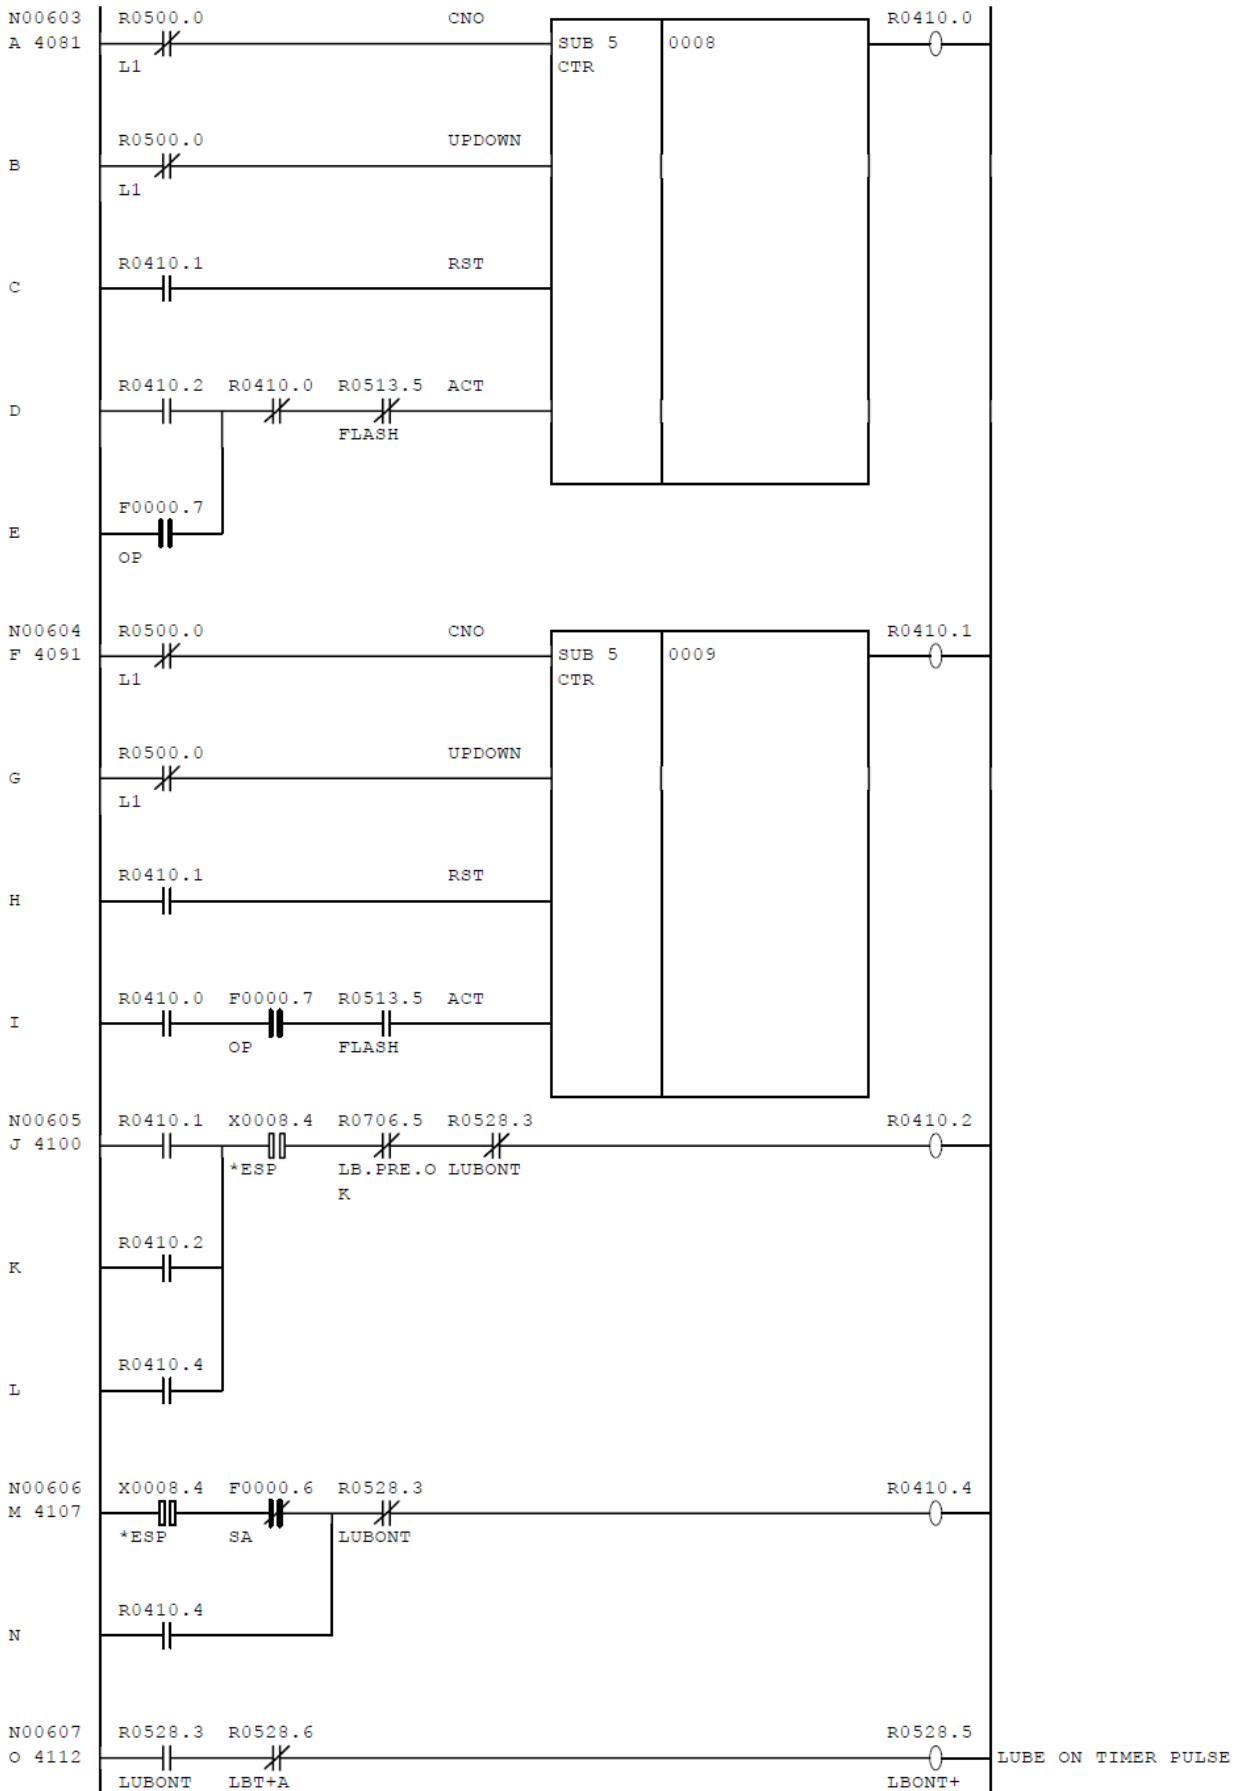 N00603 R0500.0 CNO R0410.0
A 4081 SUB 5 0008
L1 CTR
R0500.0 UPDOWN
B
L1
R0410.1 RST
C
R0410.2 R0410.0 R0513.5 ACT
D
FLASH
F0000.7
E
OP
N00604 R0500.0 CNO R0410.1
F 4091 SUB 5 0009
L1 CTR
R0500.0 UPDOWN
G
L1
R0410.1 RST
H
R0410.0 F0000.7 R0513.5 ACT
I
OP FLASH
N00605 R0410.1 X0008.4 R0706.5 R0528.3 R0410.2
J 4100
*ESP LB.PRE.O LUBONT
K
R0410.2
K
R0410.4
L
N00606 X0008.4 F0000.6 R0528.3 R0410.4
M 4107
*ESP SA LUBONT
R0410.4
N
N00607 R0528.3 R0528.6 R0528.5
O 4112 LUBE ON TIMER PULSE
LUBONT LBT+A LBONT+